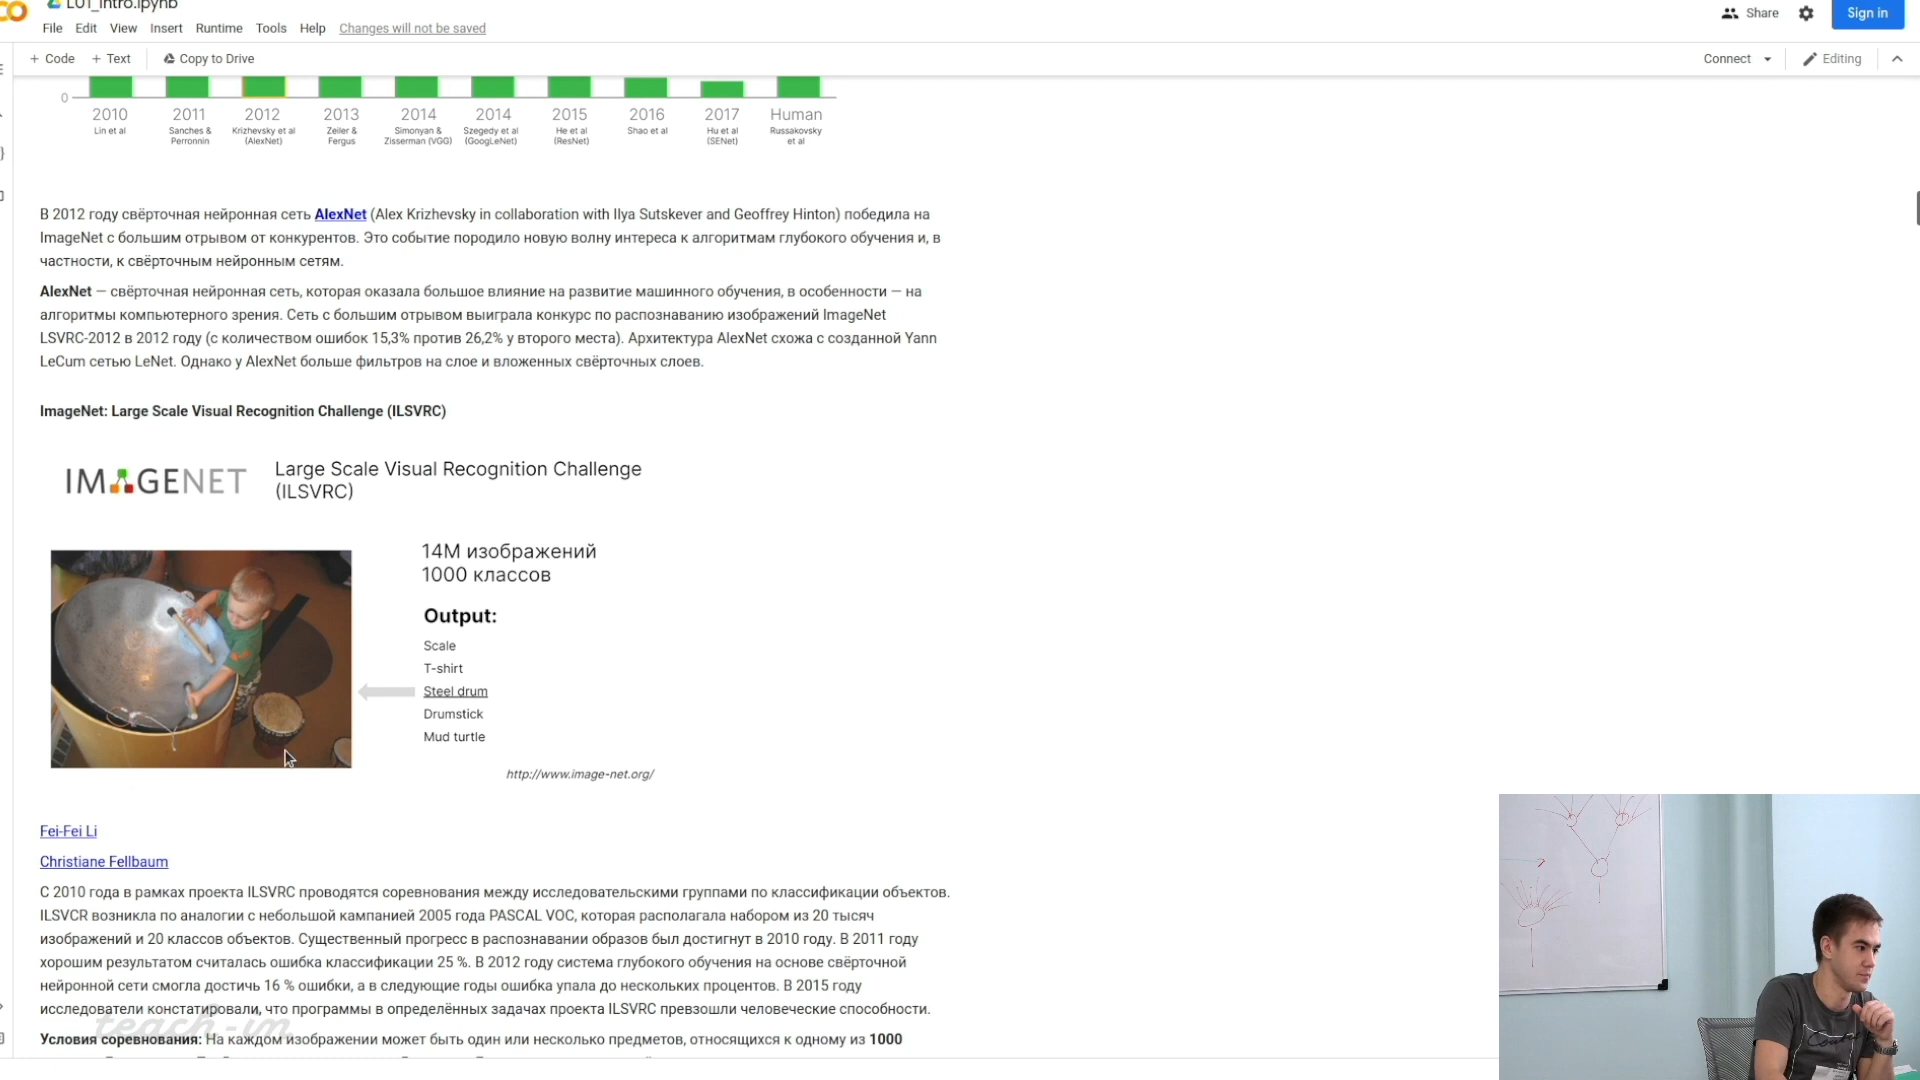 L01_Intro.ipynb
Share
Sign in
File Edit View Insert Runtime Tools Help Changes will not be saved
+ Code + Text Copy to Drive
Connect
Editing
0
2010 2011 2012 2013 2014 2014 2015 2016 2017 Human
Lin et al Sanches & Krizhevsky et al Zeiler & Simonyan & Szegedy et al He et al Shao et al Hu et al Russakovsky
Perronnin (AlexNet) Fergus Zisserman (VGG) (GoogLeNet) (ResNet) (SENet) et al
В 2012 году свёрточная нейронная сеть AlexNet (Alex Krizhevsky in collaboration with Ilya Sutskever and Geoffrey Hinton) победила на
ImageNet с большим отрывом от конкурентов. Это событие породило новую волну интереса к алгоритмам глубокого обучения и, в
частности, к свёрточным нейронным сетям.
AlexNet — свёрточная нейронная сеть, которая оказала большое влияние на развитие машинного обучения, в особенности — на
алгоритмы компьютерного зрения. Сеть с большим отрывом выиграла конкурс по распознаванию изображений ImageNet
LSVRC-2012 в 2012 году (с количеством ошибок 15,3% против 26,2% у второго места). Архитектура AlexNet схожа с созданной Yann
LeCum сетью LeNet. Однако у AlexNet больше фильтров на слое и вложенных свёрточных слоев.
ImageNet: Large Scale Visual Recognition Challenge (ILSVRC)
IMAGENET
Large Scale Visual Recognition Challenge
(ILSVRC)
14M изображений
1000 классов
Output:
Scale
T-shirt
Steel drum
Drumstick
Mud turtle
http://www.image-net.org/
Fei-Fei Li
Christiane Fellbaum
С 2010 года в рамках проекта ILSVRC проводятся соревнования между исследовательскими группами по классификации объектов.
ILSVCR возникла по аналогии с небольшой кампанией 2005 года PASCAL VOC, которая располагала набором из 20 тысяч
изображений и 20 классов объектов. Существенный прогресс в распознавании образов был достигнут в 2010 году. В 2011 году
хорошим результатом считалась ошибка классификации 25 %. В 2012 году система глубокого обучения на основе свёрточной
нейронной сети смогла достичь 16 % ошибки, а в следующие годы ошибка упала до нескольких процентов. В 2015 году
исследователи констатировали, что программы в определённых задачах проекта ILSVRC превзошли человеческие способности.
teach-in
Условия соревнования: На каждом изображении может быть один или несколько предметов, относящихся к одному из 1000